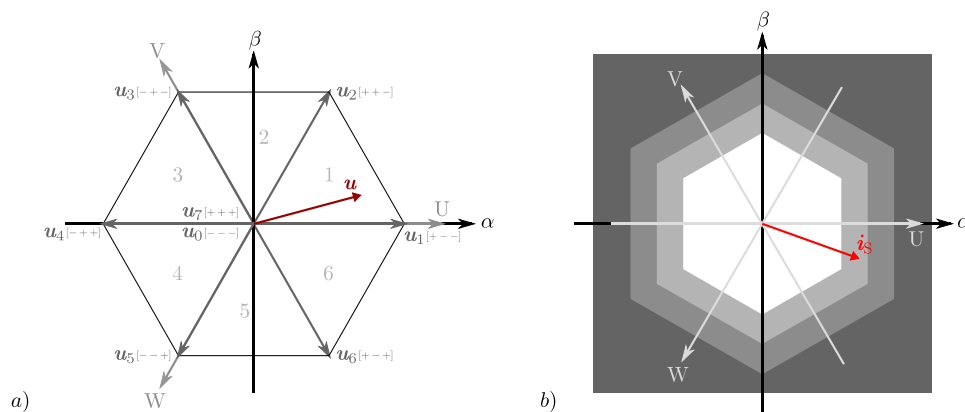 β
V
u3[-+-]
u2[++-]
2
3
1
u
u7[+++]
U
α
u4[-++]
u0[---]
u1[+--]
4
6
5
u5[--+]
u6[+-+]
W
a)
β
V
α
U
iS
W
b)